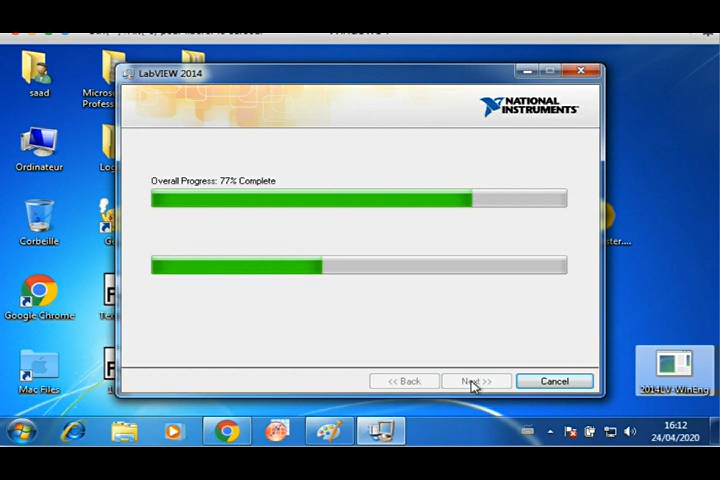 saad
LabVIEW 2014
NATIONAL
INSTRUMENTS
Ordinateur
Overall Progress: 77% Complete
Corbeille
Google Chrome
Mac Files
<< Back
Cancel
2014LV-WinEng
16:12
24/04/2020